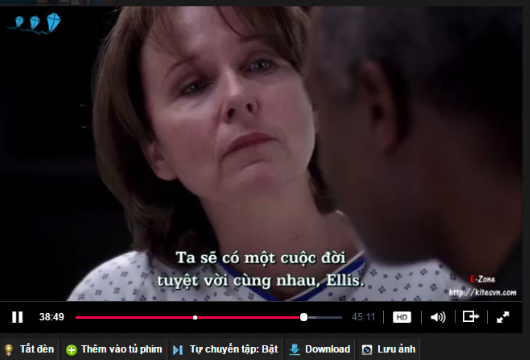 Ta sẽ có một cuộc đời
tuyệt vời cùng nhau, Ellis.
K-Zone
http://kitesvn.com
38:49 45:11 HD
Tắt đèn Thêm vào tủ phim Tự chuyển tập: Bật Download Lưu ảnh